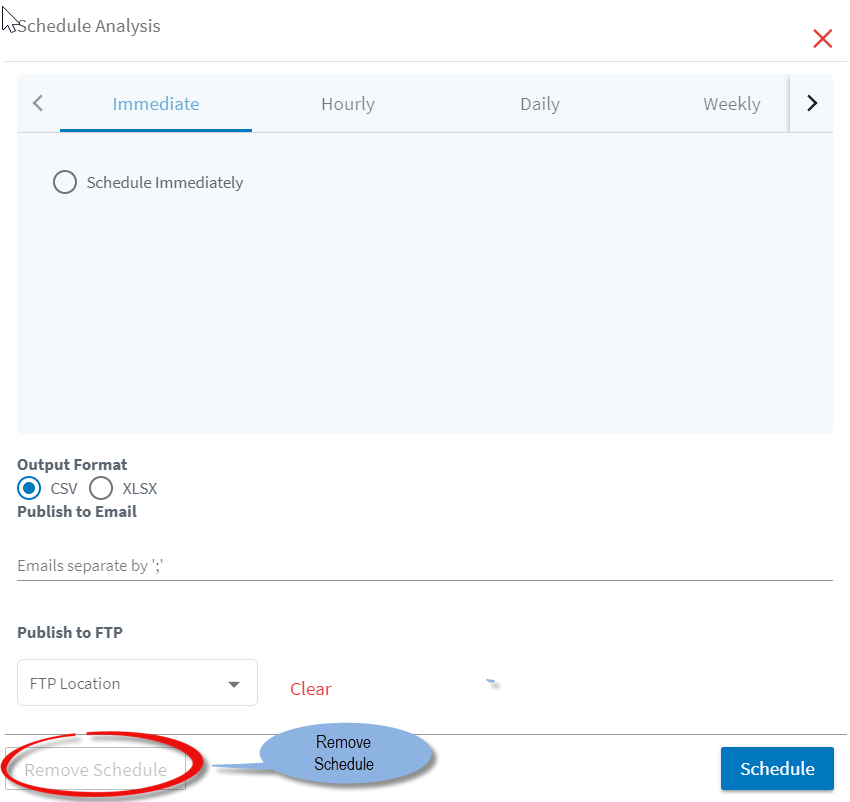 Schedule Analysis
Immediate Hourly Daily Weekly
Schedule Immediately
Output Format
CSV XLSX
Publish to Email
Emails separate by ';'
Publish to FTP
FTP Location Clear
Remove
Schedule
Remove Schedule Schedule